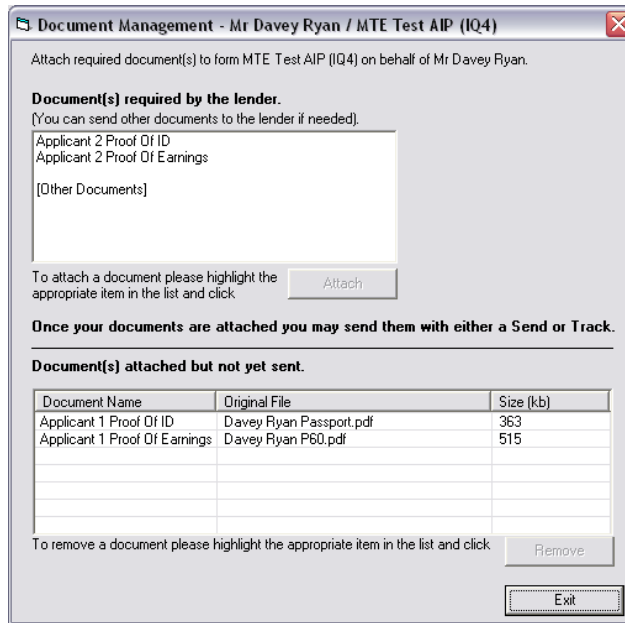 Document Management - Mr Davey Ryan / MTE Test AIP (IQ4)
Attach required document(s) to form MTE Test AIP (IQ4) on behalf of Mr Davey Ryan.
Document(s) required by the lender.
(You can send other documents to the lender if needed).
Applicant 2 Proof Of ID
Applicant 2 Proof Of Earnings
[Other Documents]
To attach a document please highlight the
appropriate item in the list and click
Attach
Once your documents are attached you may send them with either a Send or Track.
Document(s) attached but not yet sent.
Document Name Original File Size (kb)
Applicant 1 Proof Of ID Davey Ryan Passport.pdf 363
Applicant 1 Proof Of Earnings Davey Ryan P60.pdf 515
To remove a document please highlight the appropriate item in the list and click Remove
Exit